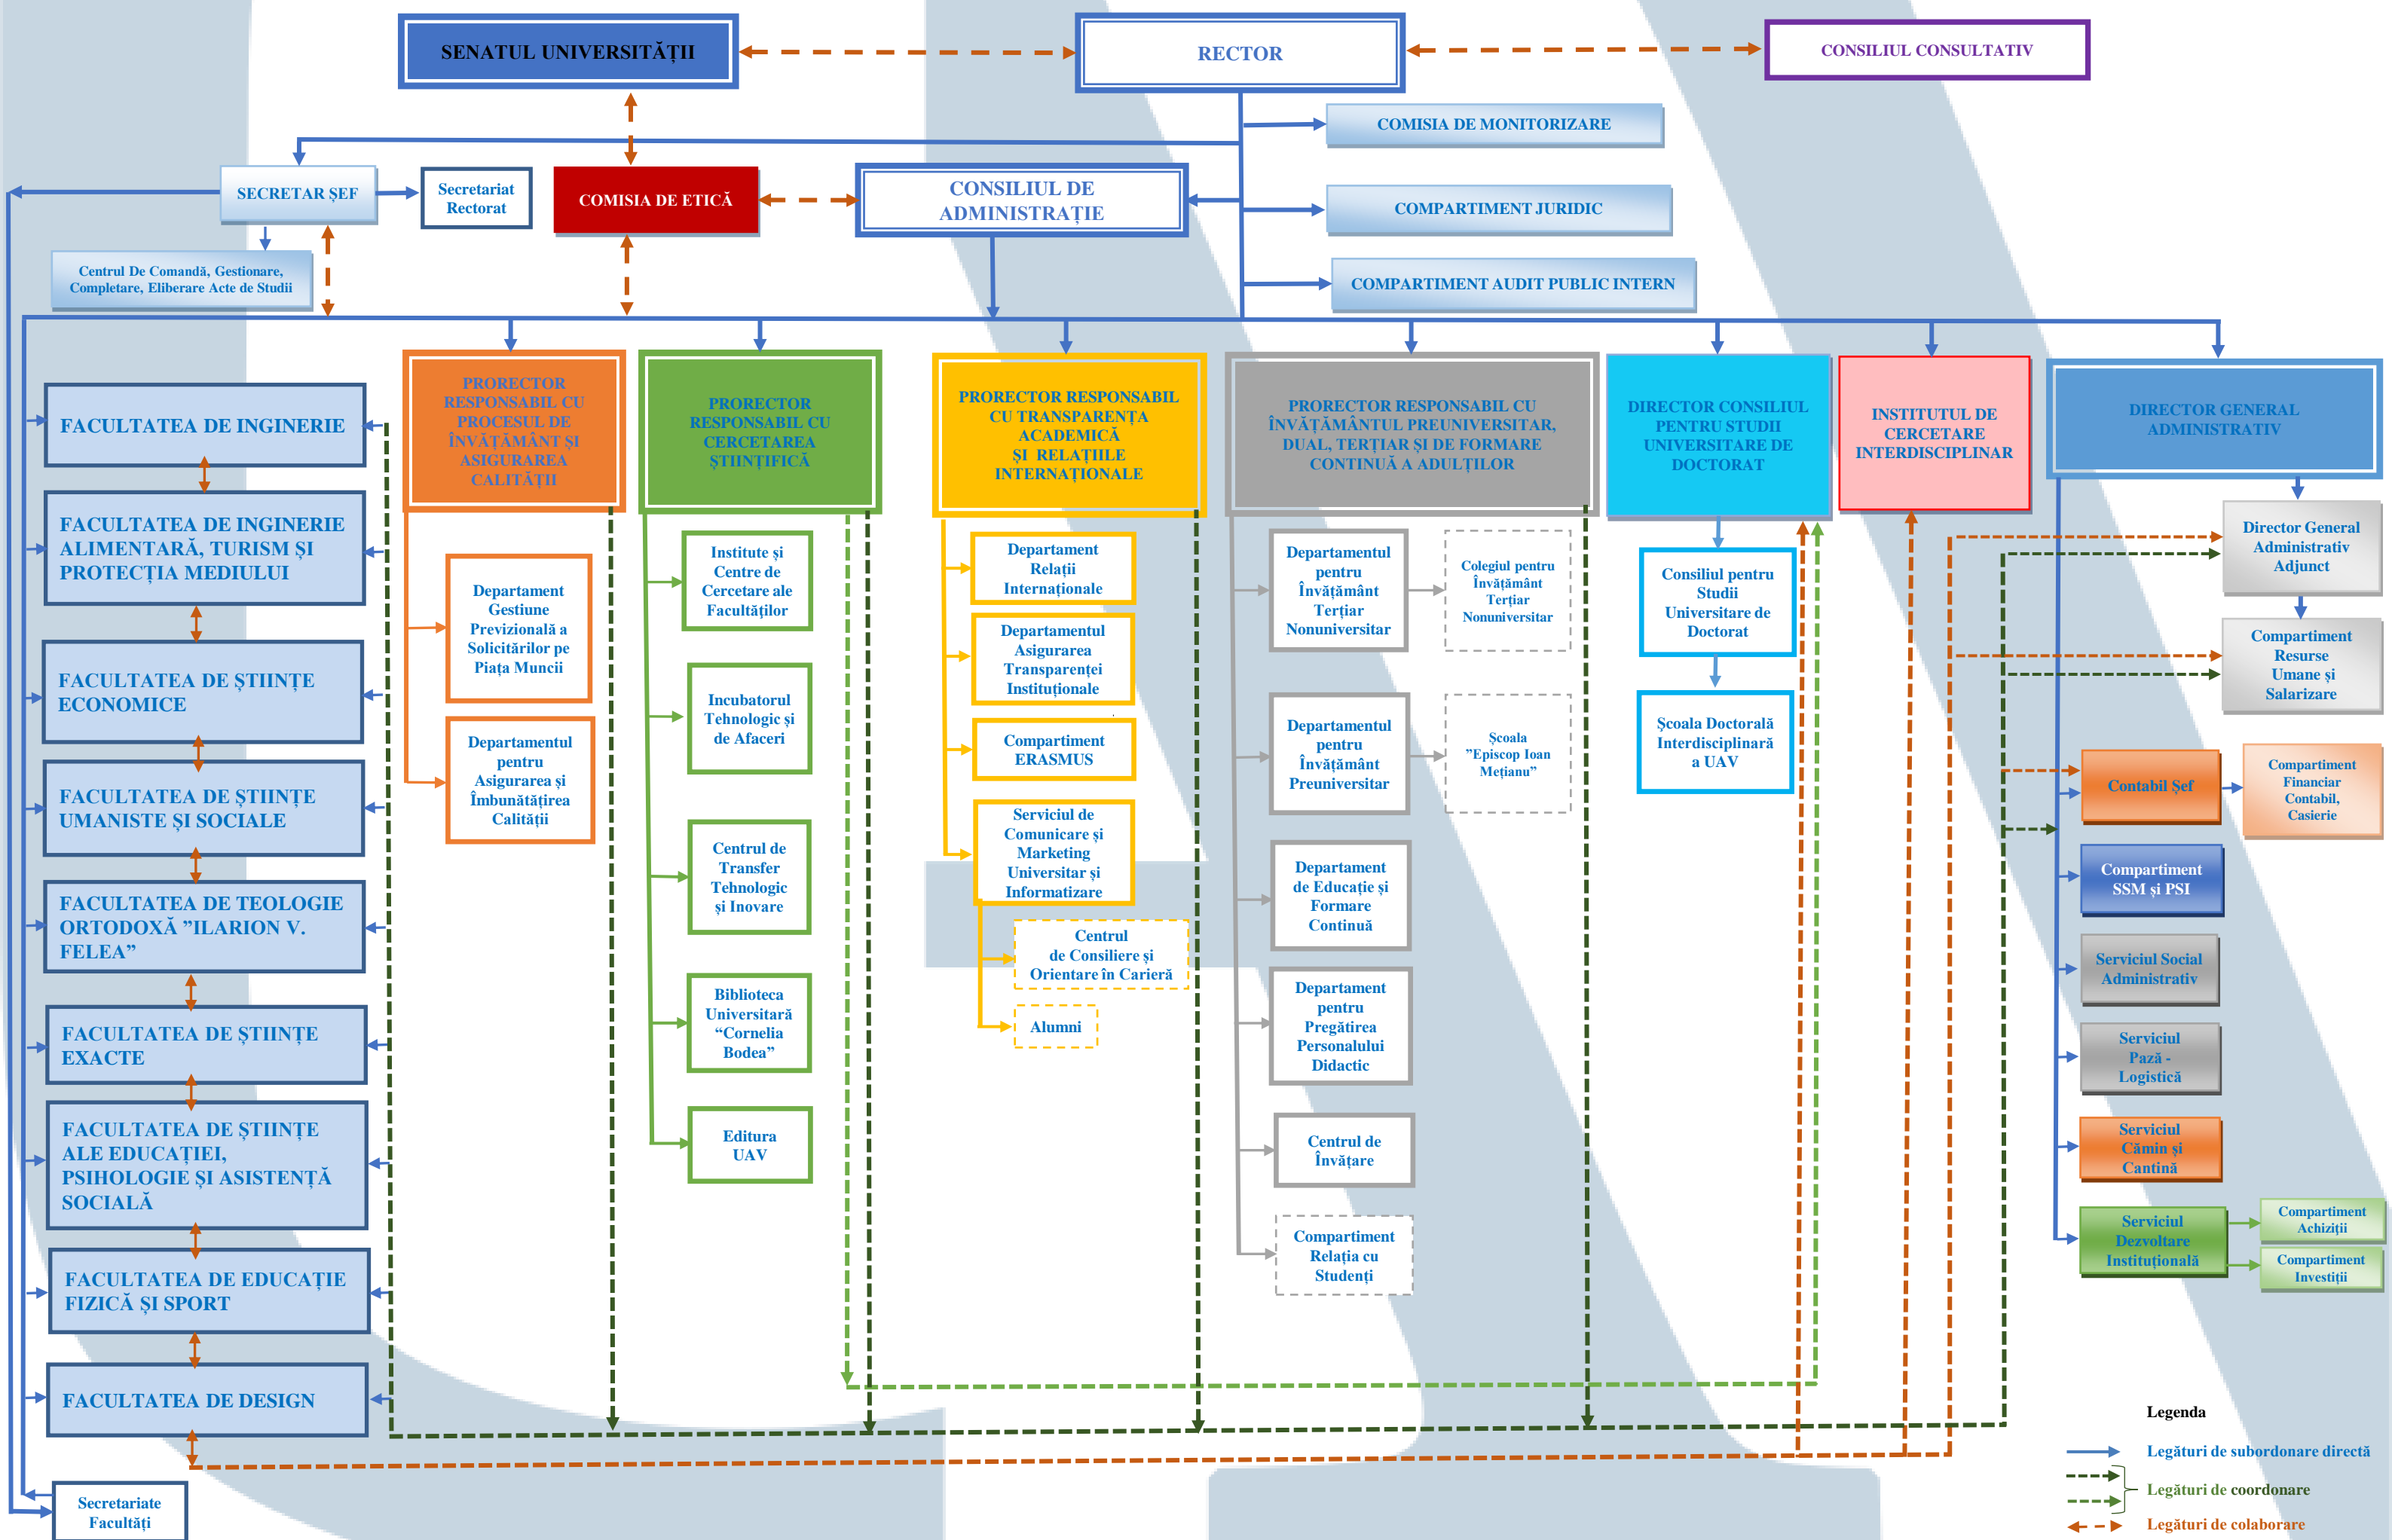 SENATUL UNIVERSITĂȚII
RECTOR
CONSILIUL CONSULTATIV
COMISIA DE MONITORIZARE
SECRETAR ȘEF
Secretariat
Rectorat
COMISIA DE ETICĂ
CONSILIUL DE
ADMINISTRAȚIE
COMPARTIMENT JURIDIC
Centrul De Comandă, Gestionare,
Completare, Eliberare Acte de Studii
COMPARTIMENT AUDIT PUBLIC INTERN
FACULTATEA DE INGINERIE
FACULTATEA DE INGINERIE
ALIMENTARĂ, TURISM ȘI
PROTECȚIA MEDIULUI
FACULTATEA DE ȘTIINȚE
ECONOMICE
FACULTATEA DE ȘTIINȚE
UMANISTE ȘI SOCIALE
FACULTATEA DE TEOLOGIE
ORTODOXĂ ”ILARION V.
FELEA”
FACULTATEA DE ȘTIINȚE
EXACTE
FACULTATEA DE ȘTIINȚE
ALE EDUCAȚIEI,
PSIHOLOGIE ȘI ASISTENȚĂ
SOCIALĂ
FACULTATEA DE EDUCAȚIE
FIZICĂ ȘI SPORT
FACULTATEA DE DESIGN
Secretariate
Facultăți
PRORECTOR
RESPONSABIL CU
PROCESUL DE
ÎNVĂȚĂMÂNT ȘI
ASIGURAREA
CALITĂȚII
Departament
Gestiune
Previzională a
Solicitărilor pe
Piața Muncii
Departamentul
pentru
Asigurarea și
Îmbunătățirea
Calității
PRORECTOR
RESPONSABIL CU
CERCETAREA
ȘTIINȚIFICĂ
Institute și
Centre de
Cercetare ale
Facultăților
Incubatorul
Tehnologic și
de Afaceri
Centrul de
Transfer
Tehnologic
și Inovare
Biblioteca
Universitară
“Cornelia
Bodea”
Editura
UAV
PRORECTOR RESPONSABIL
CU TRANSPARENȚA
ACADEMICĂ
ȘI RELAȚIILE
INTERNAȚIONALE
Departament
Relații
Internaționale
Departamentul
Asigurarea
Transparenței
Instituționale
Compartiment
ERASMUS
Serviciul de
Comunicare și
Marketing
Universitar și
Informatizare
Centrul
de Consiliere și
Orientare în Carieră
Alumni
PRORECTOR RESPONSABIL CU
ÎNVĂȚĂMÂNTUL PREUNIVERSITAR,
DUAL, TERȚIAR ȘI DE FORMARE
CONTINUĂ A ADULȚILOR
Departamentul
pentru
Învățământ
Terțiar
Nonuniversitar
Colegiul pentru
Învățământ
Terțiar
Nonuniversitar
Departamentul
pentru
Învățământ
Preuniversitar
Școala
”Episcop Ioan
Mețianu”
Departament
de Educație și
Formare
Continuă
Departament
pentru
Pregătirea
Personalului
Didactic
Centrul de
Învățare
Compartiment
Relația cu
Studenți
DIRECTOR CONSILIUL
PENTRU STUDII
UNIVERSITARE DE
DOCTORAT
Consiliul pentru
Studii
Universitare de
Doctorat
Școala Doctorală
Interdisciplinară
a UAV
INSTITUTUL DE
CERCETARE
INTERDISCIPLINAR
DIRECTOR GENERAL
ADMINISTRATIV
Director General
Administrativ
Adjunct
Compartiment
Resurse
Umane și
Salarizare
Contabil Șef
Compartiment
Financiar
Contabil,
Casierie
Compartiment
SSM și PSI
Serviciul Social
Administrativ
Serviciul
Pază -
Logistică
Serviciul
Cămin și
Cantină
Serviciul
Dezvoltare
Instituțională
Compartiment
Achiziții
Compartiment
Investiții
Legenda
Legături de subordonare directă
Legături de coordonare
Legături de colaborare